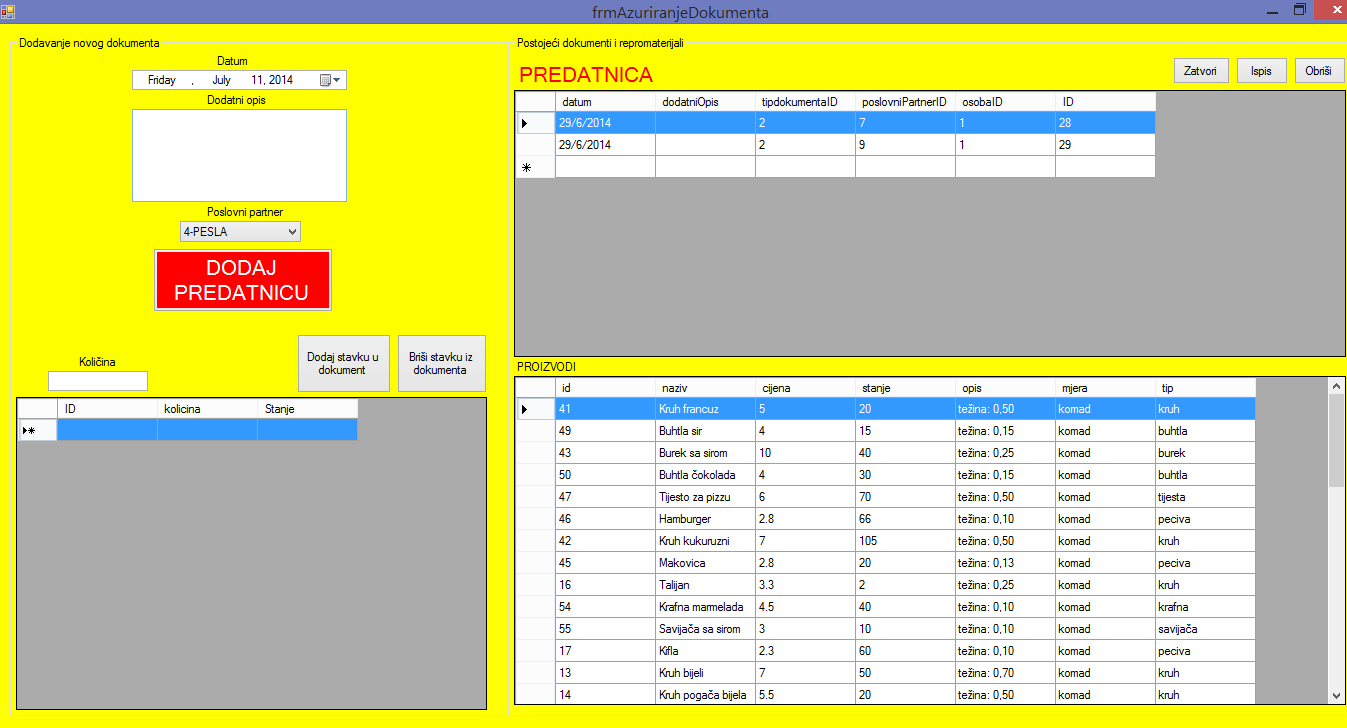 frmAzuriranjeDokumenta
Dodavanje novog dokumenta
Datum
Friday , July 11, 2014
Dodatni opis
Poslovni partner
4-PESLA
DODAJ
PREDATNICU
Količina
Dodaj stavku u
dokument
Briši stavku iz
dokumenta
ID kolicina Stanje
Postojeći dokumenti i repromaterijali
PREDATNICA
Zatvori
Ispis
Obriši
datum dodatniOpis tipdokumentaID poslovniPartnerID osobaID ID
29/6/2014 2 7 1 28
29/6/2014 2 9 1 29
PROIZVODI
id naziv cijena stanje opis mjera tip
41 Kruh francuz 5 20 težina: 0,50 komad kruh
49 Buhtla sir 4 15 težina: 0,15 komad buhtla
43 Burek sa sirom 10 40 težina: 0,25 komad burek
50 Buhtla čokolada 4 30 težina: 0,15 komad buhtla
47 Tijesto za pizzu 6 70 težina: 0,50 komad tijesta
46 Hamburger 2.8 66 težina: 0,10 komad peciva
42 Kruh kukuruzni 7 105 težina: 0,50 komad kruh
45 Makovica 2.8 20 težina: 0,13 komad peciva
16 Talijan 3.3 2 težina: 0,25 komad kruh
54 Krafna mamelada 4.5 40 težina: 0,10 komad krafna
55 Savijača sa sirom 3 10 težina: 0,10 komad savijača
17 Kifla 2.3 60 težina: 0,10 komad peciva
13 Kruh bijeli 7 50 težina: 0,70 komad kruh
14 Kruh pogača bijela 5.5 20 težina: 0,50 komad kruh